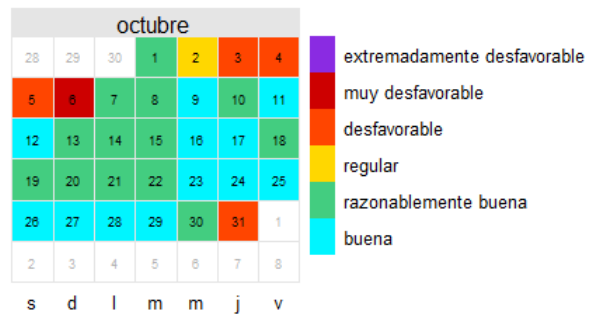 octubre
28 29 30 1 2 3 4
5 6 7 8 9 10 11
12 13 14 15 16 17 18
19 20 21 22 23 24 25
26 27 28 29 30 31 1
2 3 4 5 6 7 8
s d l m m j v
extremadamente desfavorable
muy desfavorable
desfavorable
regular
razonablemente buena
buena